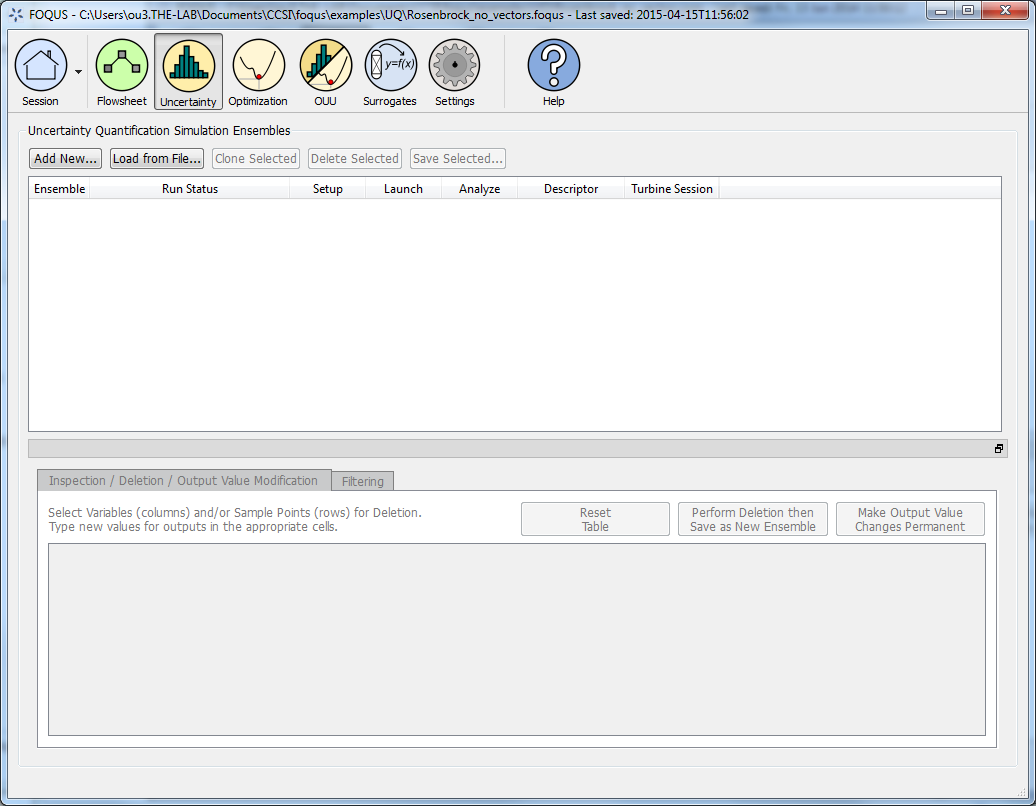 FOQUS - C:\Users\ou3.THE-LAB\Documents\CCSI\foqus\examples\UQ\Rosenbrock_no_vectors.foqus - Last saved: 2015-04-15T11:56:02
y=f(x)
Session Flowsheet Uncertainty Optimization OUU Surrogates Settings Help
Uncertainty Quantification Simulation Ensembles
Add New... Load from File... Clone Selected Delete Selected Save Selected...
Ensemble Run Status Setup Launch Analyze Descriptor Turbine Session
Inspection / Deletion / Output Value Modification Filtering
Select Variables (columns) and/or Sample Points (rows) for Deletion.
Type new values for outputs in the appropriate cells.
Reset
Table
Perform Deletion then
Save as New Ensemble
Make Output Value
Changes Permanent